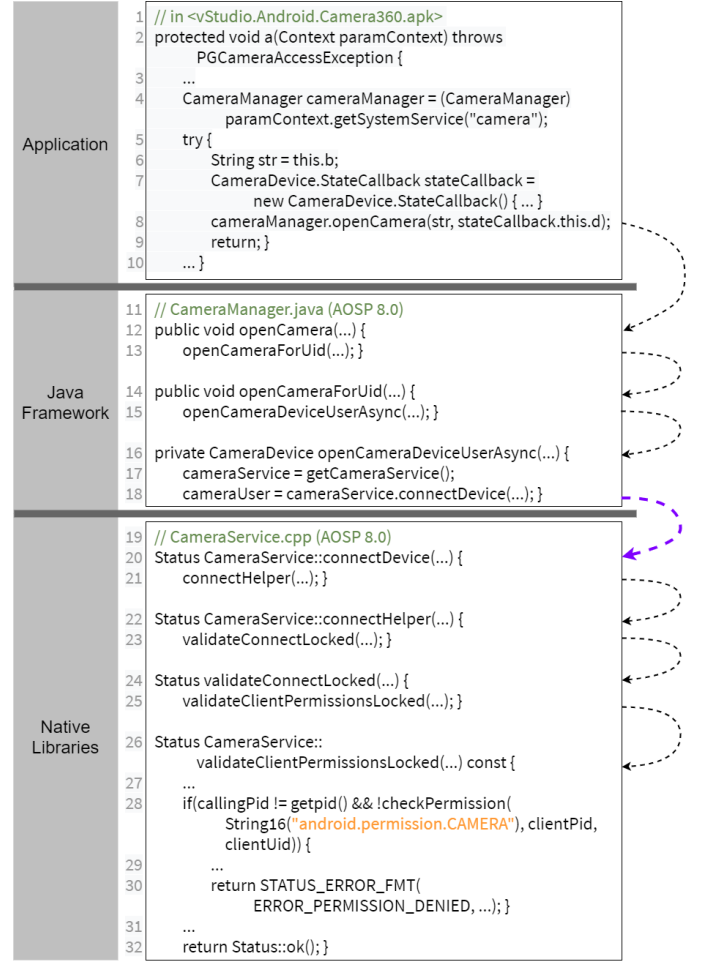 Application
1 // in <vStudio.Android.Camera360.apk>
2 protected void a(Context paramContext) throws
PGCameraAccessException {
3 ...
4 CameraManager cameraManager = (CameraManager)
paramContext.getSystemService("camera");
5 try {
6 String str = this.b;
7 CameraDevice.StateCallback stateCallback =
new CameraDevice.StateCallback() { ... }
8 cameraManager.openCamera(str, stateCallback.this.d);
9 return; }
10 ... }
Java
Framework
11 // CameraManager.java (AOSP 8.0)
12 public void openCamera(...) {
13 openCameraForUid(...); }
14 public void openCameraForUid(...) {
15 openCameraDeviceUserAsync(...); }
16 private CameraDevice openCameraDeviceUserAsync(...) {
17 cameraService = getCameraService();
18 cameraUser = cameraService.connectDevice(...); }
Native
Libraries
19 // CameraService.cpp (AOSP 8.0)
20 Status CameraService::connectDevice(...) {
21 connectHelper(...); }
22 Status CameraService::connectHelper(...) {
23 validateConnectLocked(...); }
24 Status validateConnectLocked(...) {
25 validateClientPermissionsLocked(...); }
26 Status CameraService::
validateClientPermissionsLocked(...) const {
27 ...
28 if(callingPid != getpid() && !checkPermission(
String16("android.permission.CAMERA"), clientPid,
clientUid)) {
29 ...
30 return STATUS_ERROR_FMT(
ERROR_PERMISSION_DENIED, ...); }
31 ...
32 return Status::ok(); }